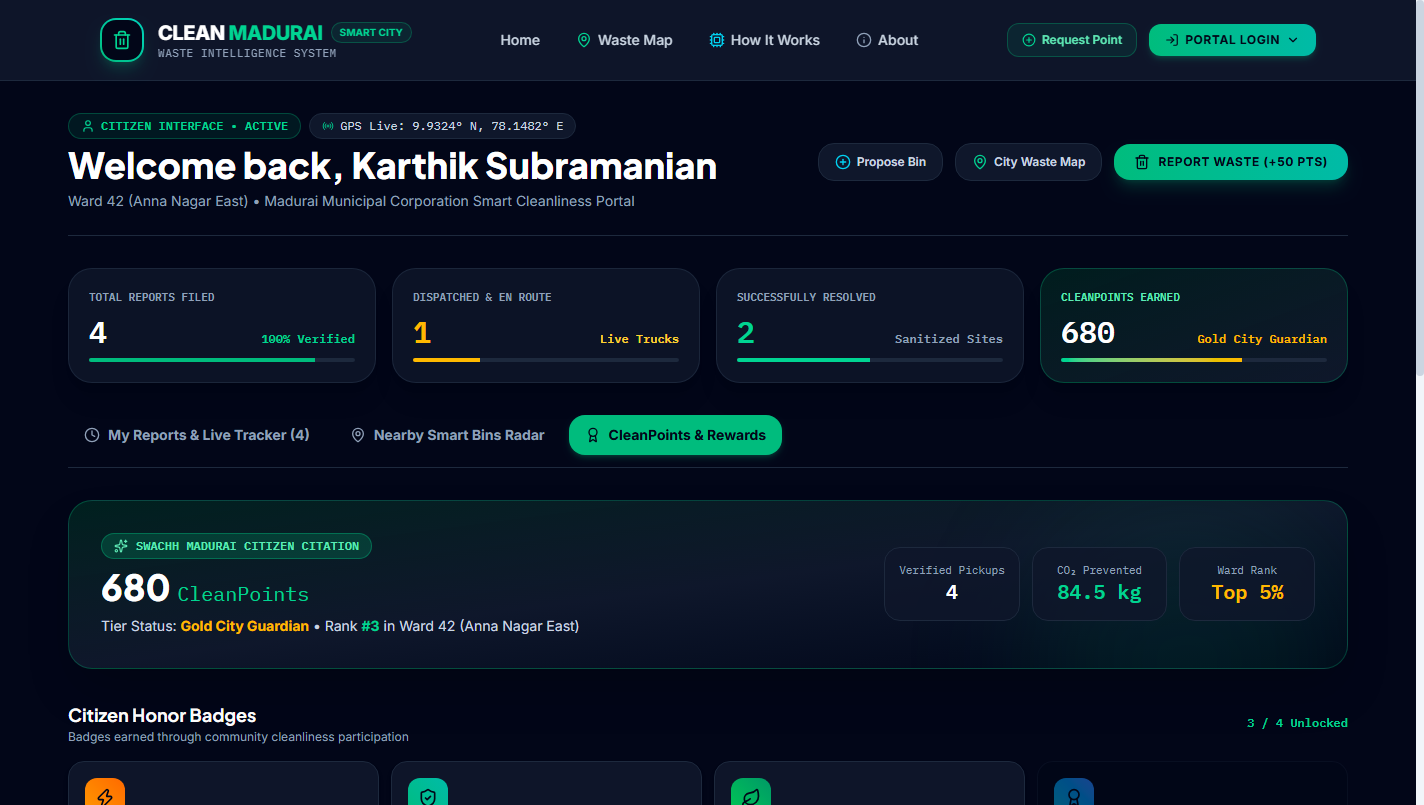 CLEAN MADURAI SMART CITY
WASTE INTELLIGENCE SYSTEM
Home
Waste Map
How It Works
About
Request Point
PORTAL LOGIN
CITIZEN INTERFACE • ACTIVE
GPS Live: 9.9324° N, 78.1482° E
Welcome back, Karthik Subramanian
Ward 42 (Anna Nagar East) • Madurai Municipal Corporation Smart Cleanliness Portal
Propose Bin
City Waste Map
REPORT WASTE (+50 PTS)
TOTAL REPORTS FILED
4
100% Verified
DISPATCHED & EN ROUTE
1
Live Trucks
SUCCESSFULLY RESOLVED
2
Sanitized Sites
CLEANPOINTS EARNED
680
Gold City Guardian
My Reports & Live Tracker (4)
Nearby Smart Bins Radar
CleanPoints & Rewards
SWACHH MADURAI CITIZEN CITATION
680 CleanPoints
Tier Status: Gold City Guardian • Rank #3 in Ward 42 (Anna Nagar East)
Verified Pickups
4
CO₂ Prevented
84.5 kg
Ward Rank
Top 5%
Citizen Honor Badges
Badges earned through community cleanliness participation
3 / 4 Unlocked